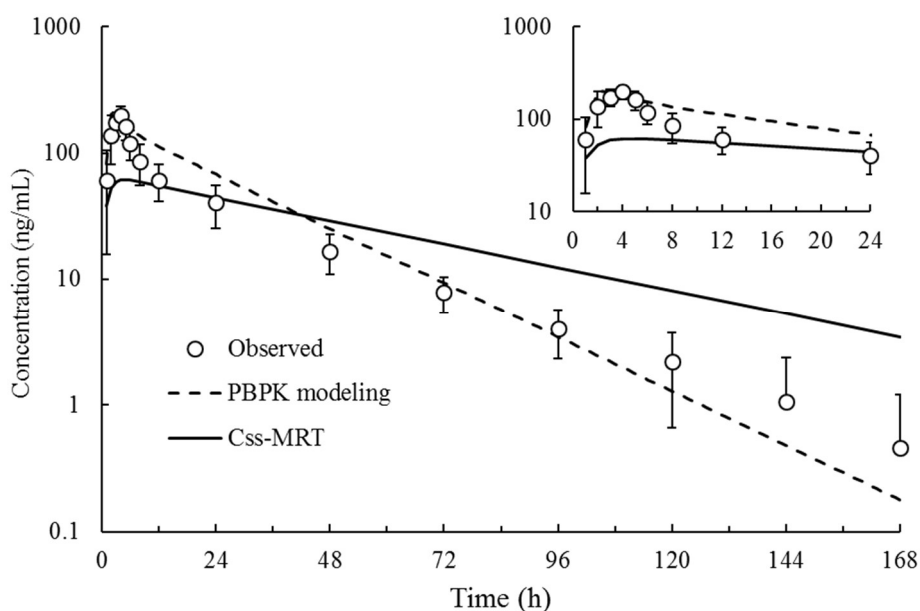 1000
100
10
1
0.1
Concentration (ng/mL)
1000
100
10
0 4 8 12 16 20 24
Observed
PBPK modeling
Css-MRT
0 24 48 72 96 120 144 168
Time (h)